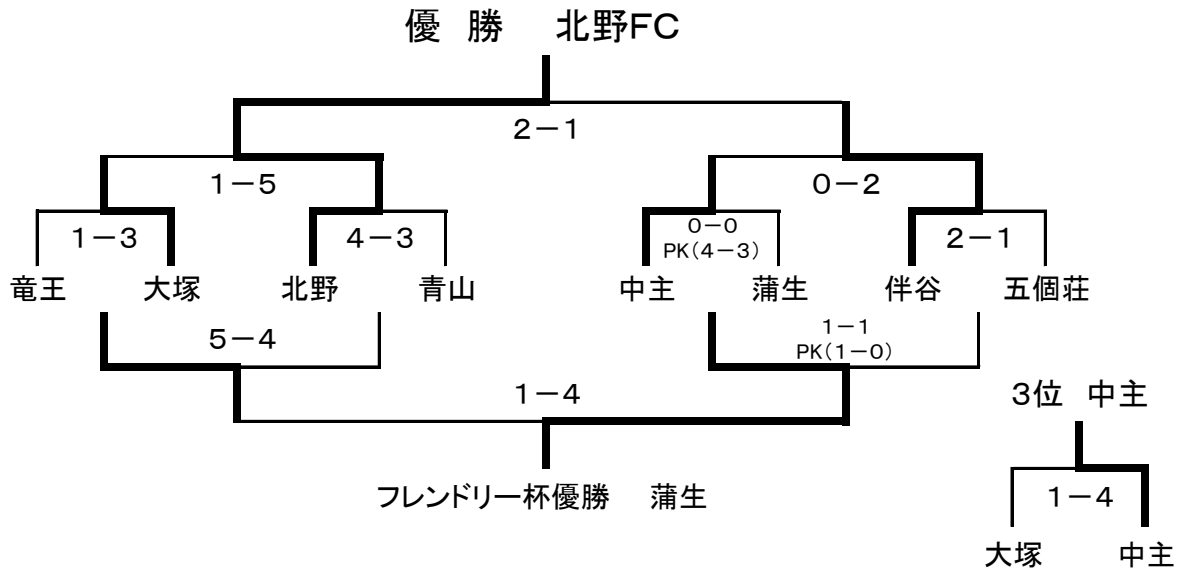 優　勝　　北野FC
２－１
１－５
０－２
１－３
４－３
０－０
PK(４－３)
２－１
竜王
大塚
北野
青山
中主
蒲生
伴谷
五個荘
５－４
１－１
PK(１－０)
１－４
３位　中主
１－４
フレンドリー杯優勝　蒲生
大塚
中主